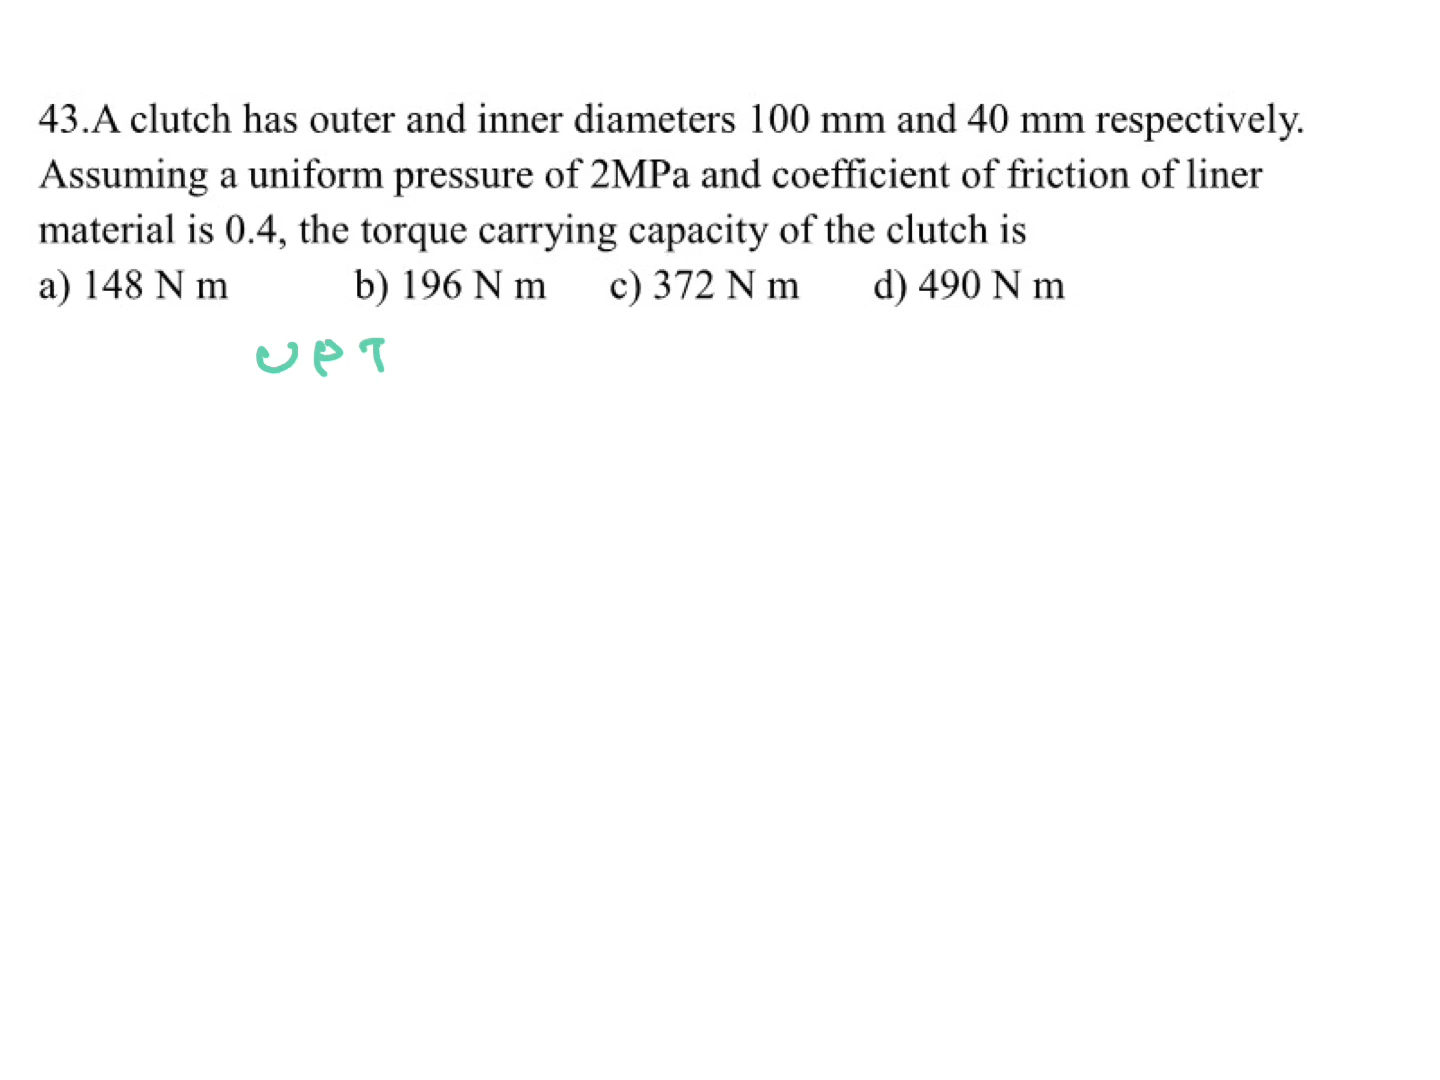 43.A clutch has outer and inner diameters 100 mm and 40 mm respectively.
Assuming a uniform pressure of 2MPa and coefficient of friction of liner
material is 0.4, the torque carrying capacity of the clutch is
a) 148 N m b) 196 N m c) 372 N m d) 490 N m
UPT